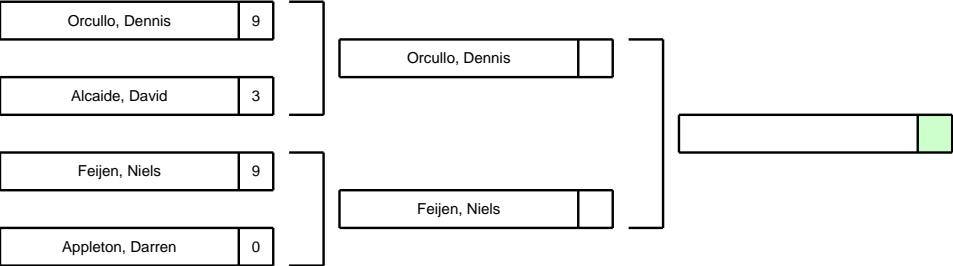 Orcullo, Dennis 9
Alcaide, David 3
Feijen, Niels 9
Appleton, Darren 0
Orcullo, Dennis
Feijen, Niels